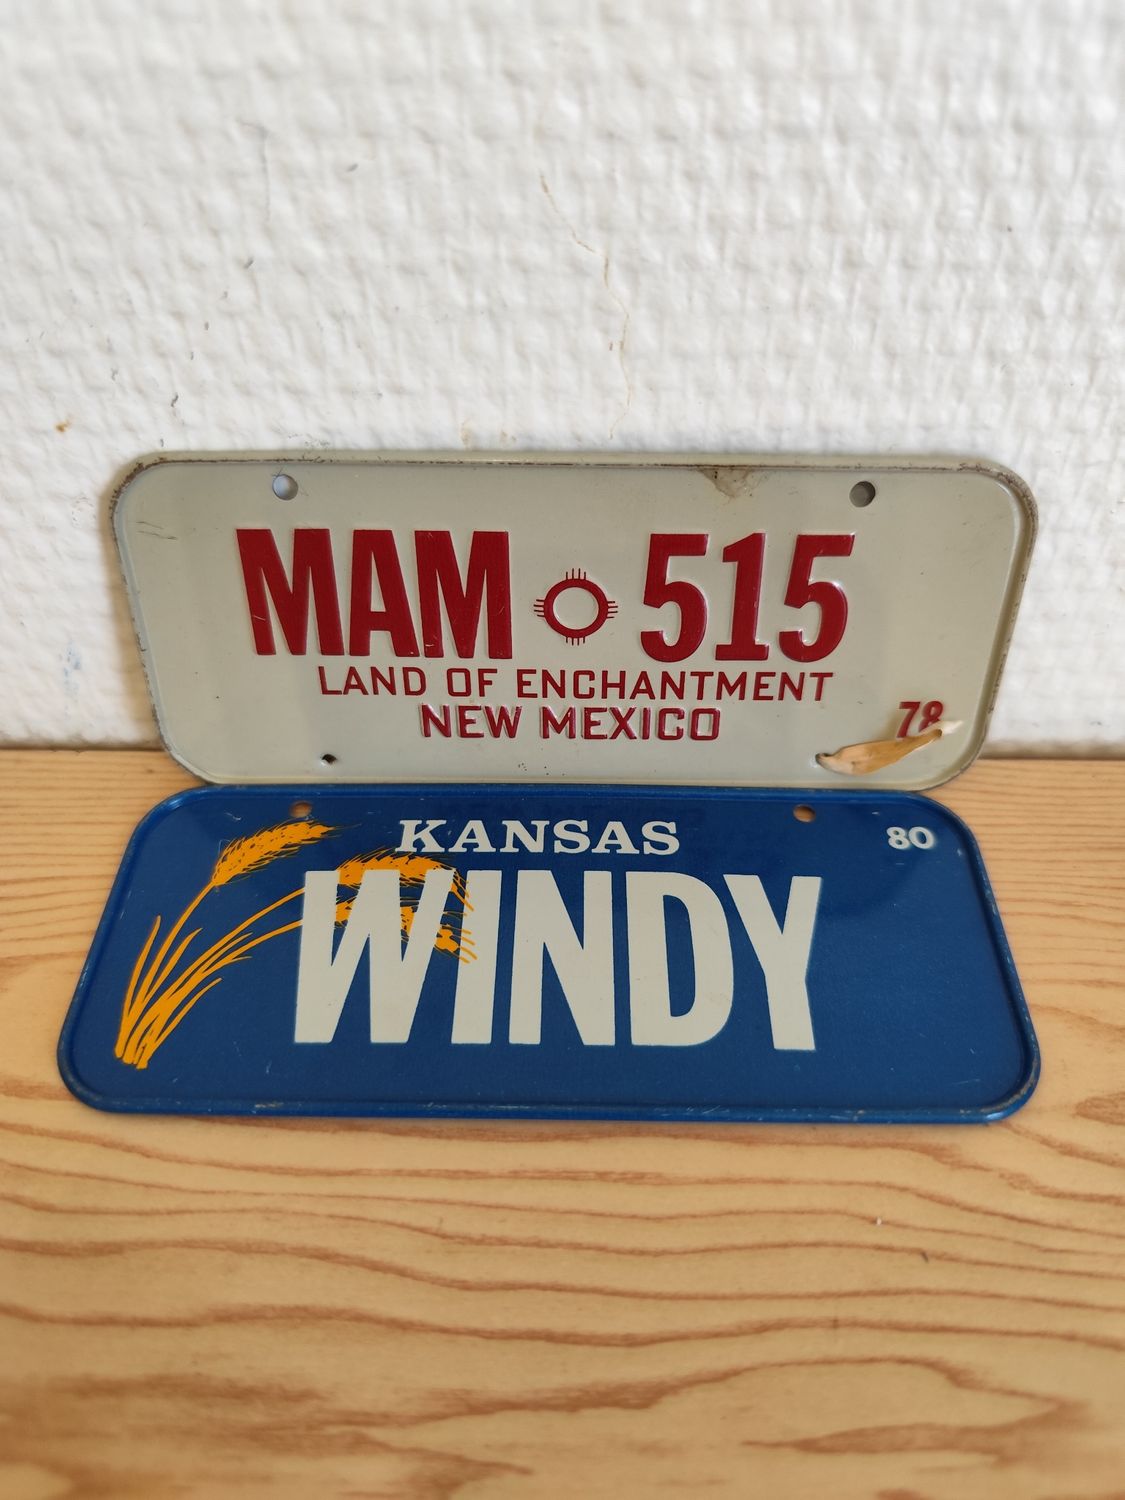 MAM 515
LAND OF ENCHANTMENT
NEW MEXICO
78
KANSAS
80
WINDY